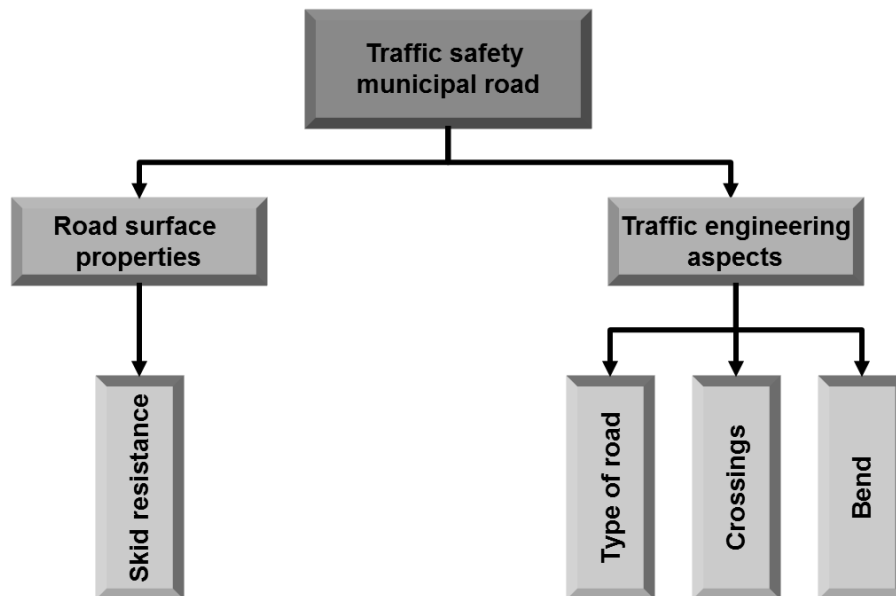 Traffic safety
municipal road
Road surface
properties
Traffic engineering
aspects
Skid resistance
Type of road
Crossings
Bend